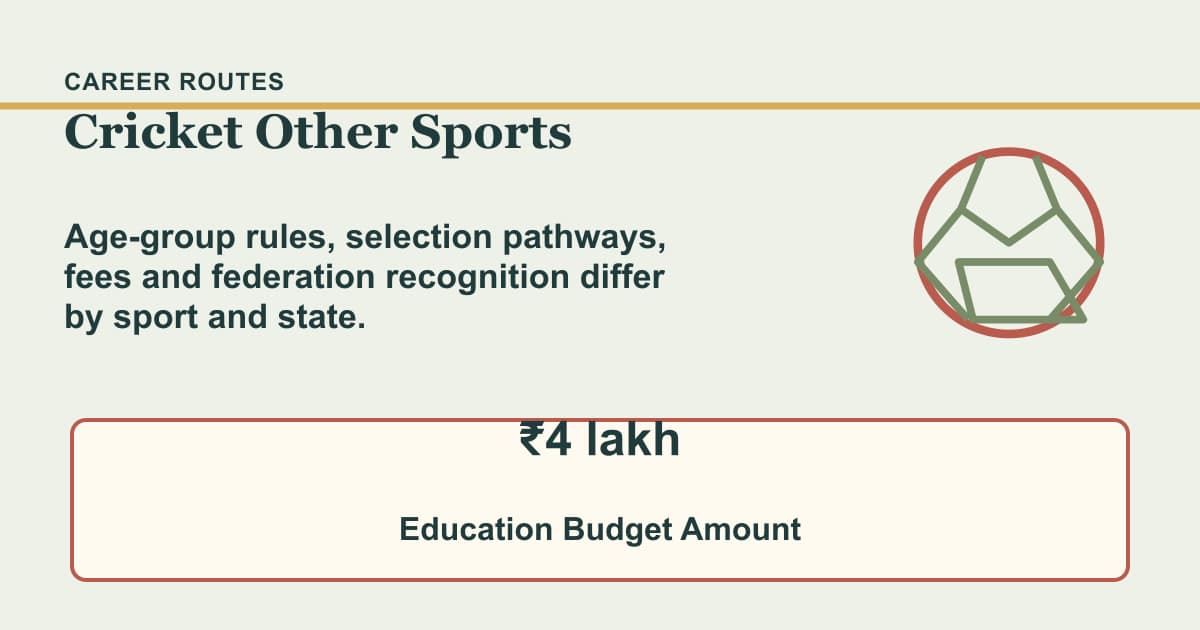 CAREER ROUTES
Cricket Other Sports
Age-group rules, selection pathways,
fees and federation recognition differ
by sport and state.
₹4 lakh
Education Budget Amount